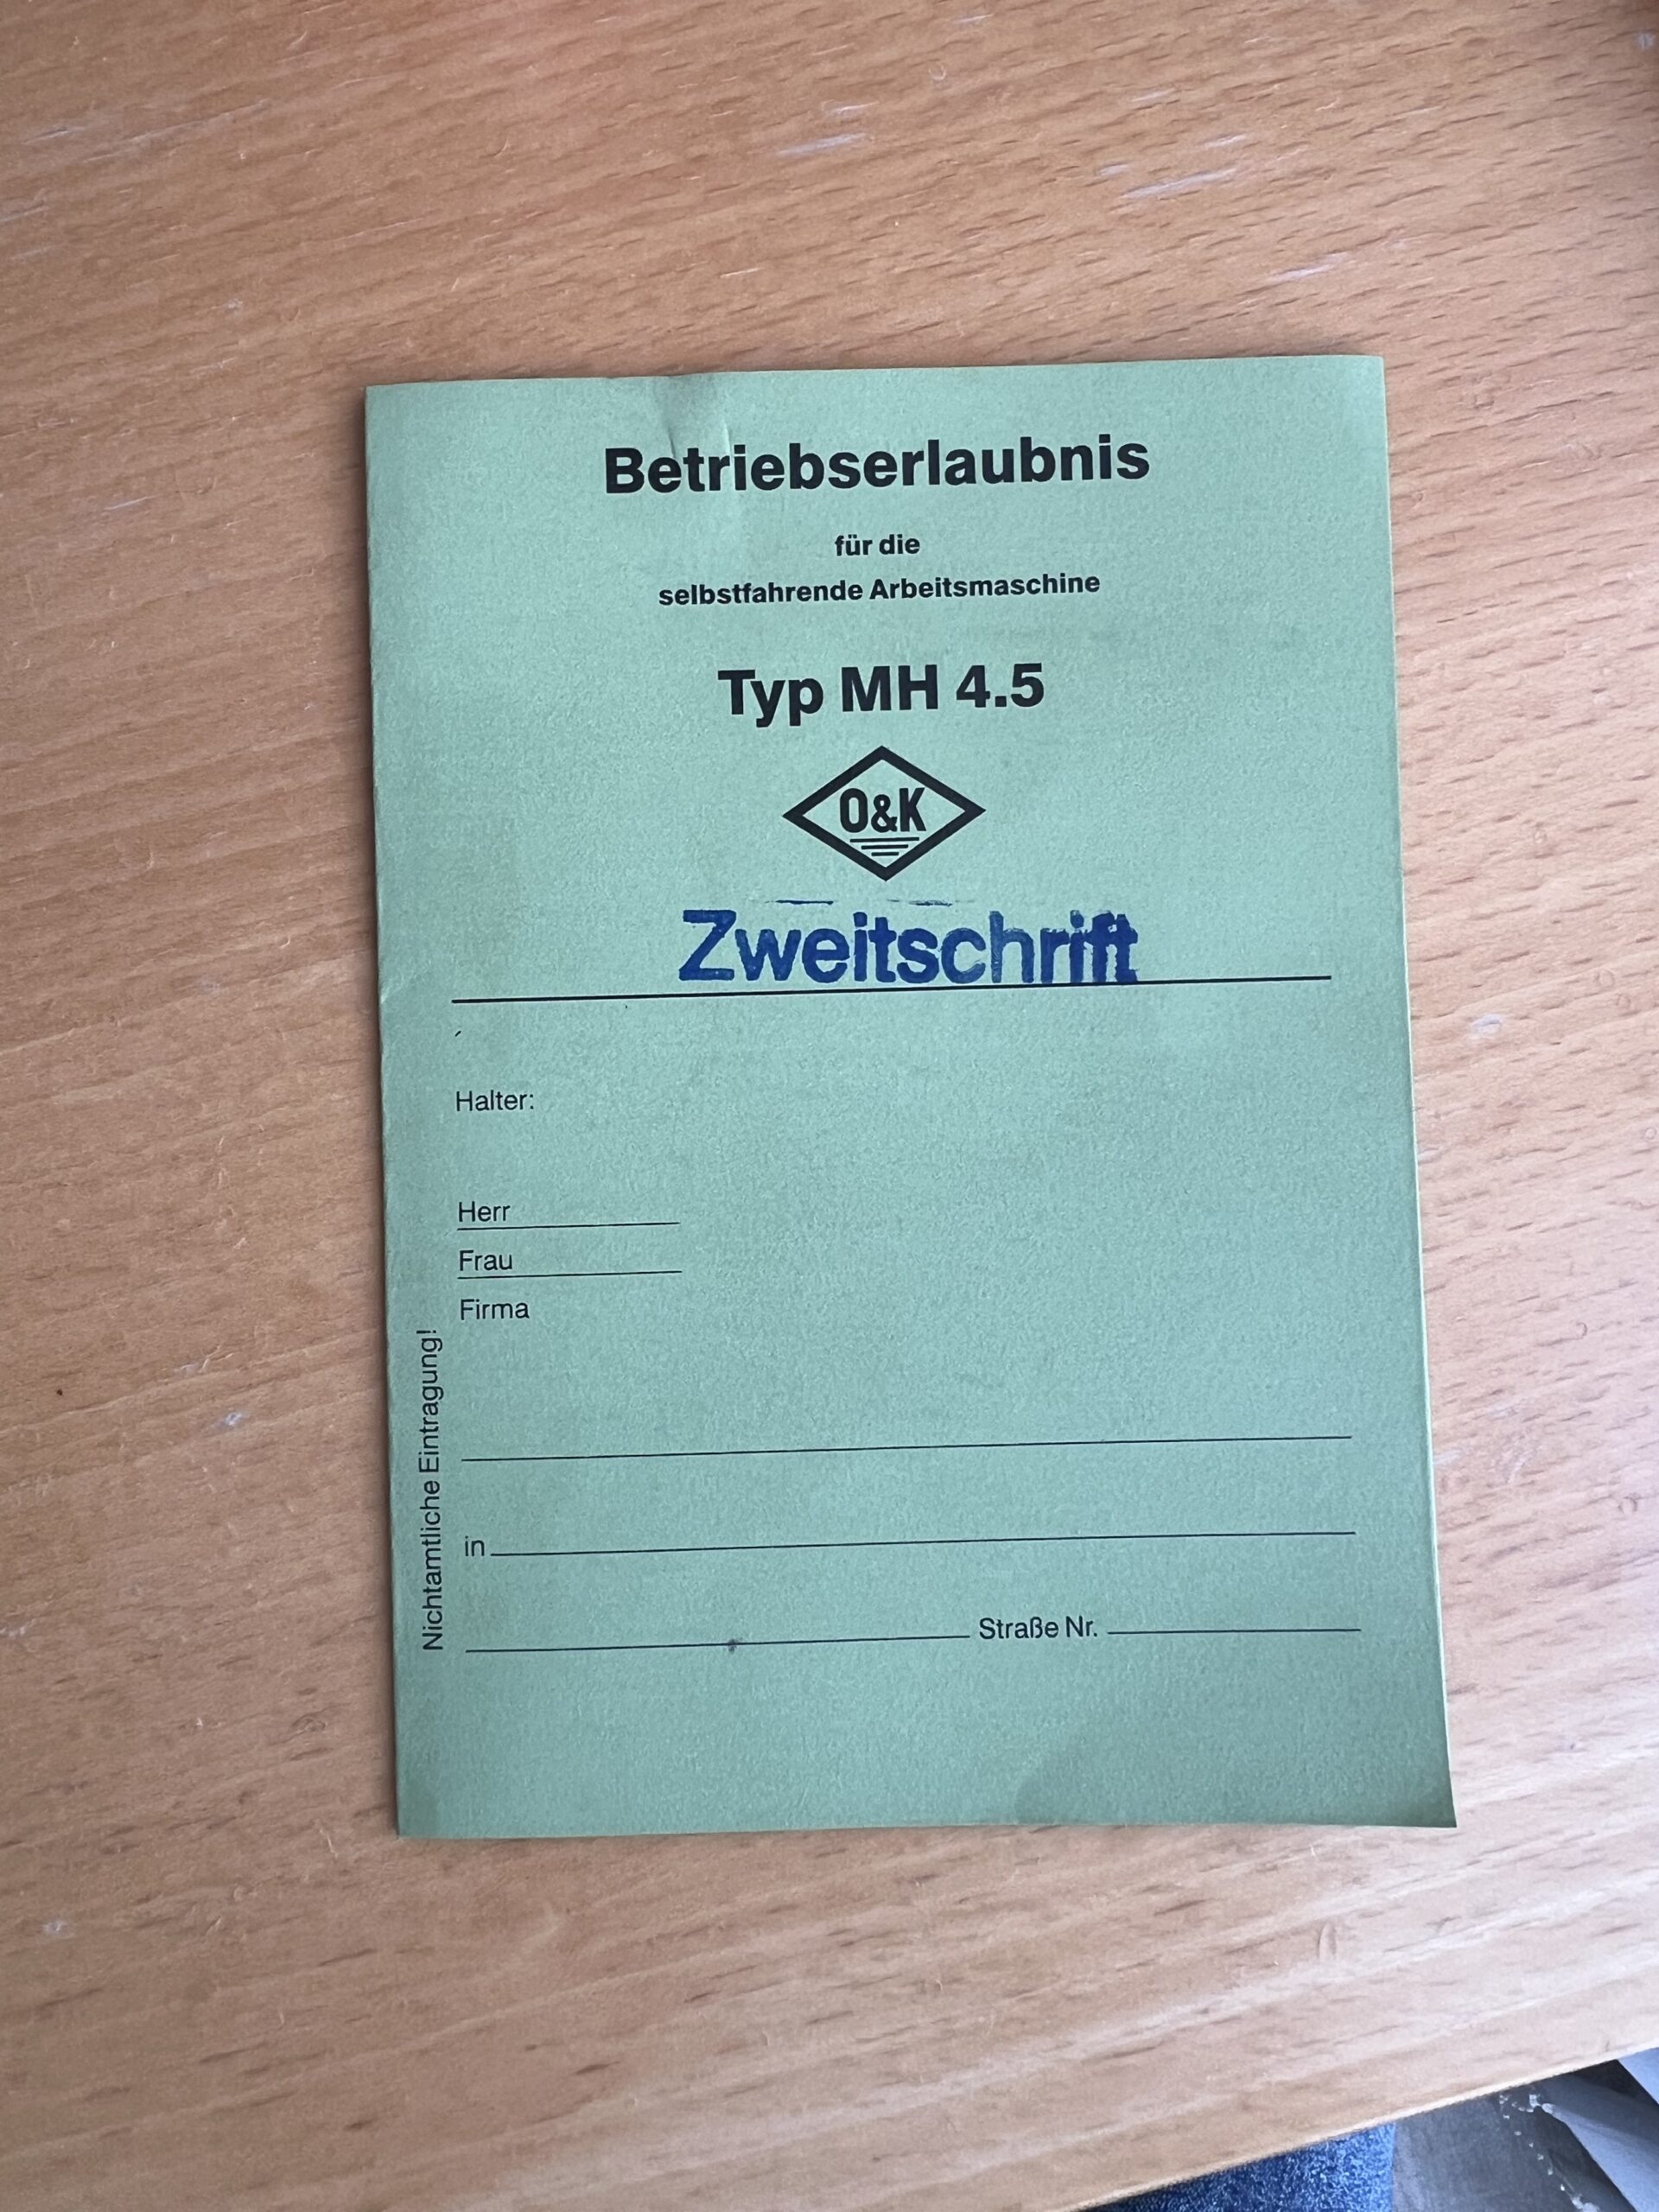 Betriebserlaubnis
für die
selbstfahrende Arbeitsmaschine
Typ MH 4.5
O&K
Zweitschrift
Halter:
Herr
Frau
Firma
in
Straße Nr.
Nichtamtliche Eintragung!